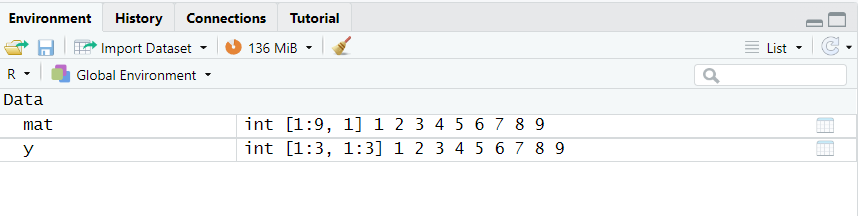 Environment History Connections Tutorial
Import Dataset 136 MiB List
R Global Environment
Data
mat int [1:9, 1] 1 2 3 4 5 6 7 8 9
y int [1:3, 1:3] 1 2 3 4 5 6 7 8 9